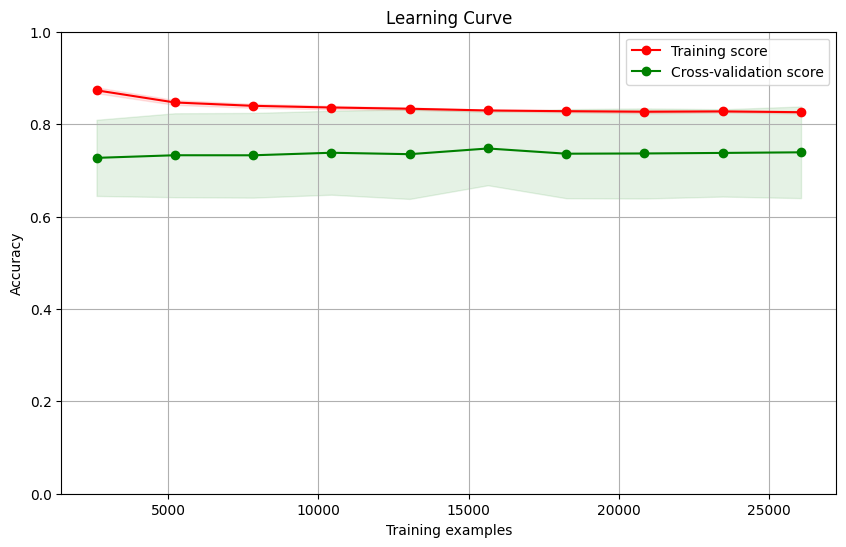 Learning Curve
Training score
Cross-validation score
1.0
0.8
0.6
0.4
0.2
0.0
Accuracy
5000 10000 15000 20000 25000
Training examples